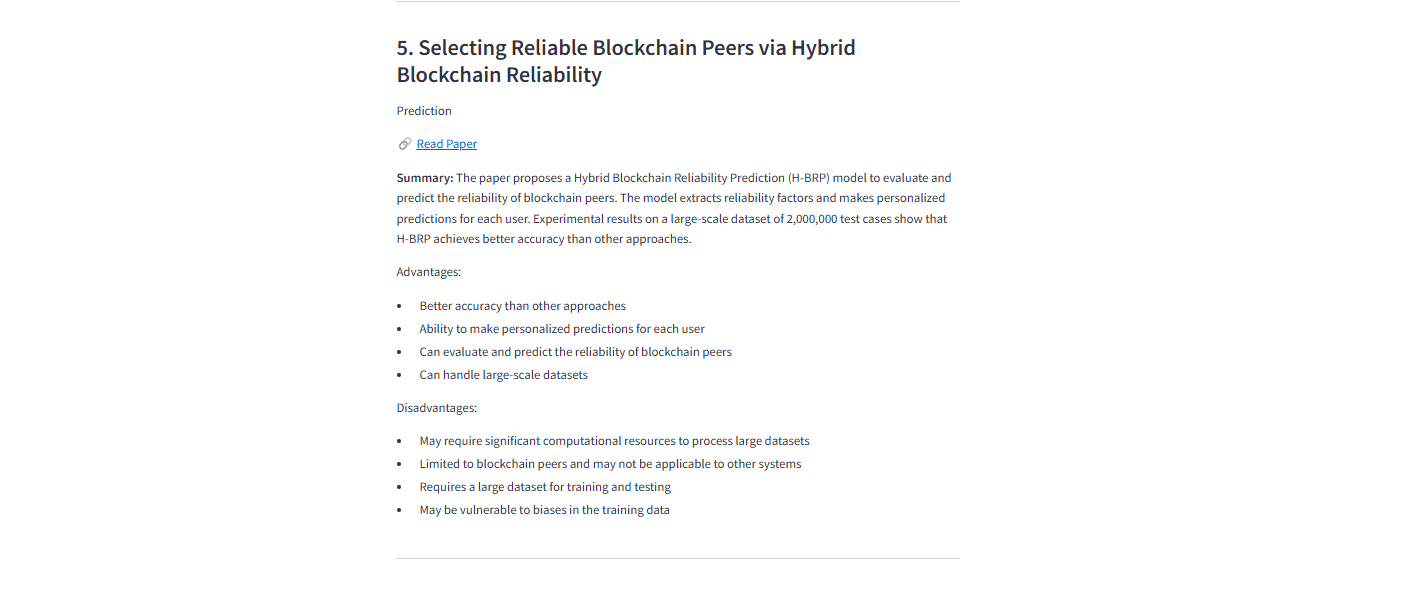 5. Selecting Reliable Blockchain Peers via Hybrid
Blockchain Reliability
Prediction
Read Paper
Summary: The paper proposes a Hybrid Blockchain Reliability Prediction (H-BRP) model to evaluate and
predict the reliability of blockchain peers. The model extracts reliability factors and makes personalized
predictions for each user. Experimental results on a large-scale dataset of 2,000,000 test cases show that
H-BRP achieves better accuracy than other approaches.
Advantages:
• Better accuracy than other approaches
• Ability to make personalized predictions for each user
• Can evaluate and predict the reliability of blockchain peers
• Can handle large-scale datasets
Disadvantages:
• May require significant computational resources to process large datasets
• Limited to blockchain peers and may not be applicable to other systems
• Requires a large dataset for training and testing
• May be vulnerable to biases in the training data